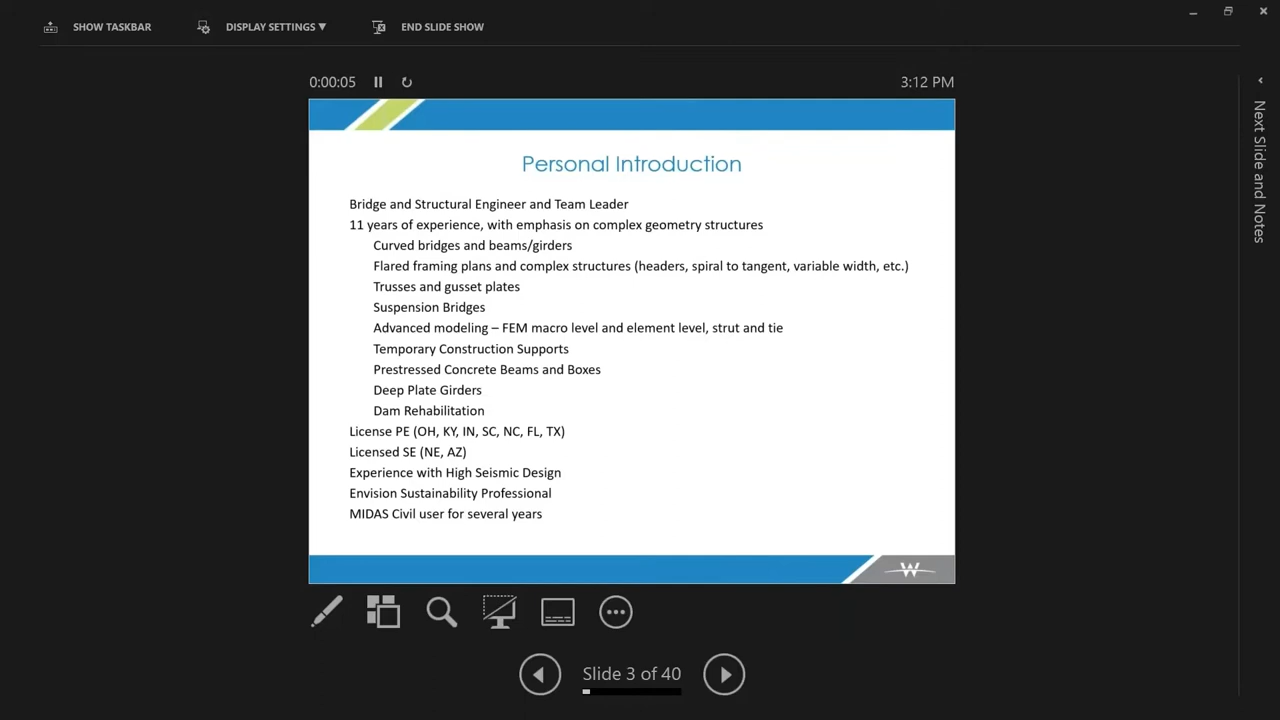 SHOW TASKBAR DISPLAY SETTINGS ▼ END SLIDE SHOW
0:00:05 3:12 PM
Personal Introduction
Bridge and Structural Engineer and Team Leader
11 years of experience, with emphasis on complex geometry structures
Curved bridges and beams/girders
Flared framing plans and complex structures (headers, spiral to tangent, variable width, etc.)
Trusses and gusset plates
Suspension Bridges
Advanced modeling – FEM macro level and element level, strut and tie
Temporary Construction Supports
Prestressed Concrete Beams and Boxes
Deep Plate Girders
Dam Rehabilitation
License PE (OH, KY, IN, SC, NC, FL, TX)
Licensed SE (NE, AZ)
Experience with High Seismic Design
Envision Sustainability Professional
MIDAS Civil user for several years
W
Slide 3 of 40
Next Slide and Notes